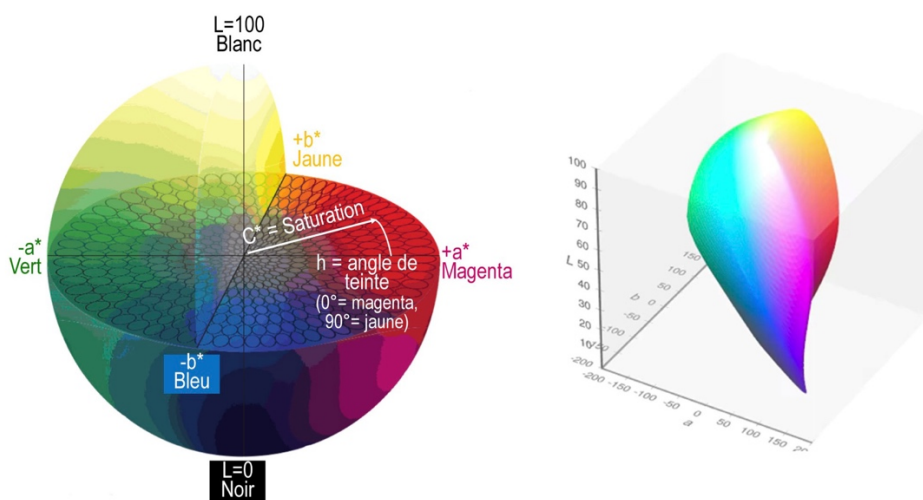 L=100
Blanc
+b*
Jaune
C* = Saturation
-a*
Vert
+a*
Magenta
h = angle de
teinte
(0°= magenta,
90°= jaune)
-b*
Bleu
L=0
Noir
100
90
80
70
60
L 50
40
30
20
10
150
100
50
b 0
-50
-100
-150
-200 -150 -100 -50 0 50 100 150 20
a